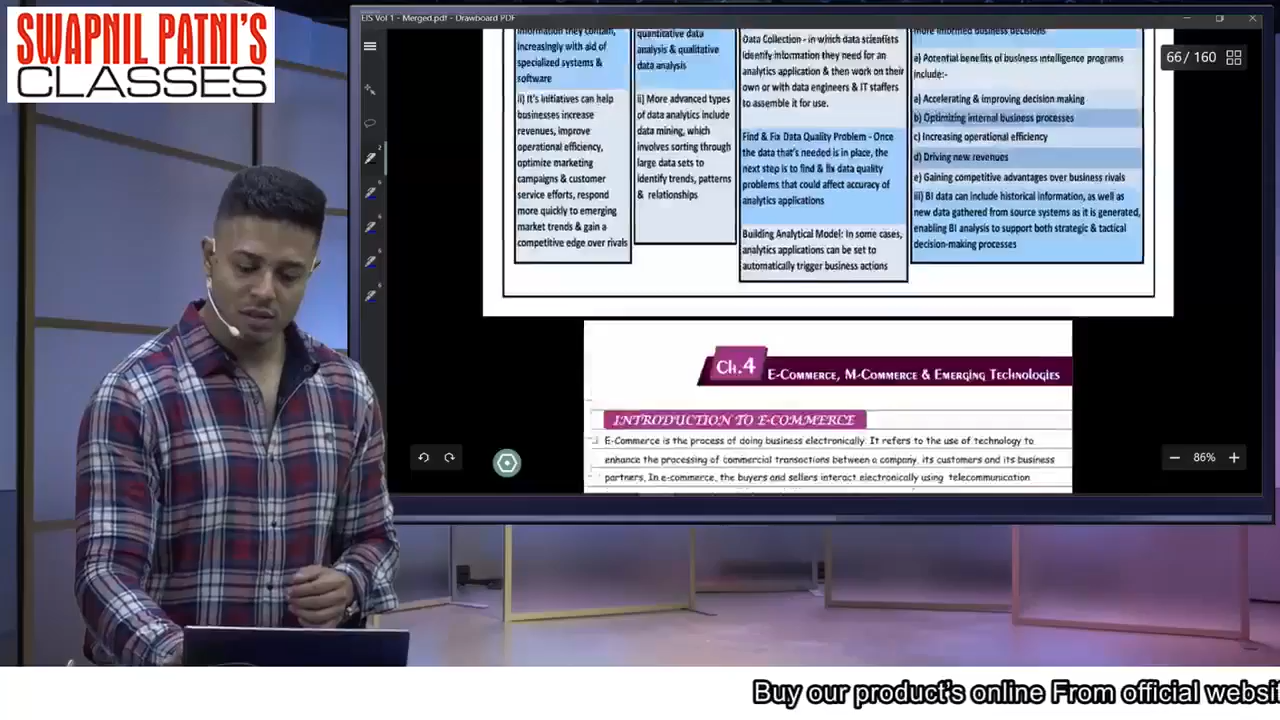 SWAPNIL PATNI'S
CLASSES
EIS Vol 1 - Merged.pdf - Drawboard PDF
66 / 160
information they contain,
increasingly with aid of
specialized systems &
software
ii) It's initiatives can help
businesses increase
revenues, improve
operational efficiency,
optimize marketing
campaigns & customer
service efforts, respond
more quickly to emerging
market trends & gain a
competitive edge over rivals
quantitative data
analysis & qualitative
data analysis
ii) More advanced types
of data analytics include
data mining, which
involves sorting through
large data sets to
identify trends, patterns
& relationships
Data Collection - in which data scientists
identify information they need for an
analytics application & then work on their
own or with data engineers & IT staffers
to assemble it for use.
Find & Fix Data Quality Problem - Once
the data that's needed is in place, the
next step is to find & fix data quality
problems that could affect accuracy of
analytics applications
Building Analytical Model: In some cases,
analytics applications can be set to
automatically trigger business actions
more informed business decisions
a) Potential benefits of business intelligence programs
include:-
a) Accelerating & improving decision making
b) Optimizing internal business processes
c) Increasing operational efficiency
d) Driving new revenues
e) Gaining competitive advantages over business rivals
iii) BI data can include historical information, as well as
new data gathered from source systems as it is generated,
enabling BI analysis to support both strategic & tactical
decision-making processes
Ch.4 E-Commerce, M-Commerce & Emerging Technologies
INTRODUCTION TO E-COMMERCE
E-Commerce is the process of doing business electronically. It refers to the use of technology to
enhance the processing of commercial transactions between a company, its customers and its business
partners. In e-commerce, the buyers and sellers interact electronically using telecommunication
86%
Buy our product's online From official websi